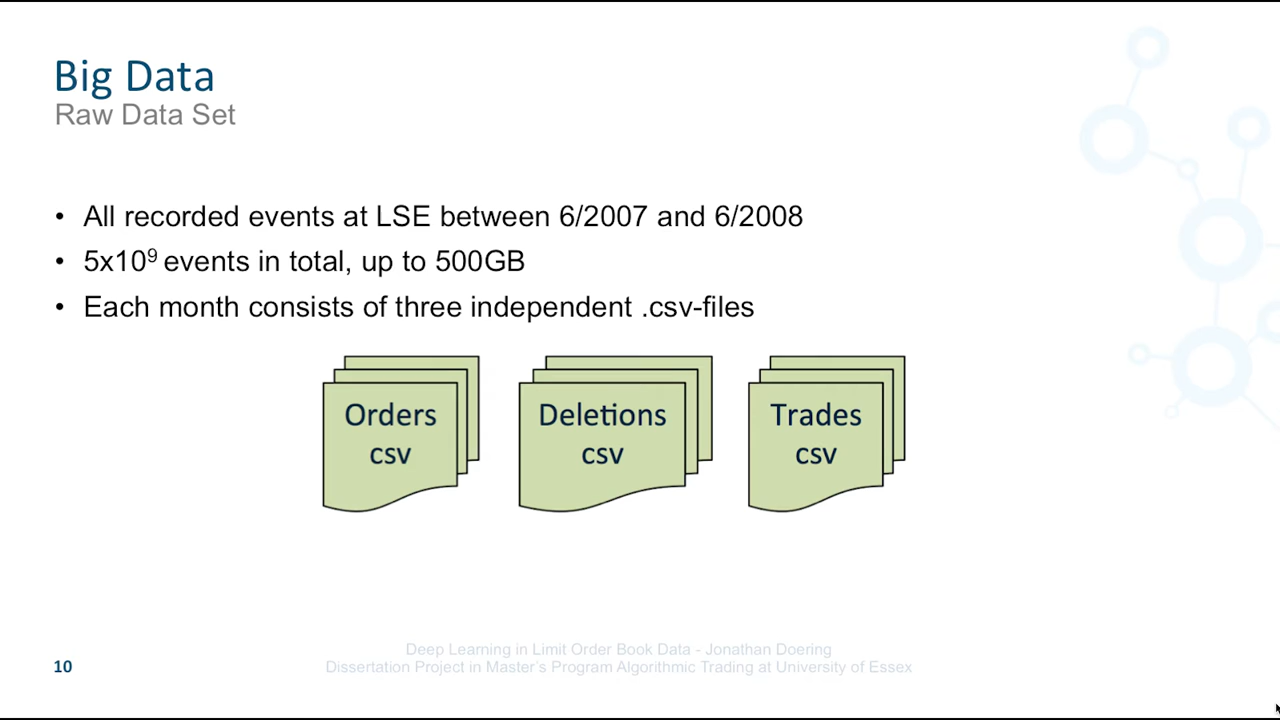 Big Data
Raw Data Set
• All recorded events at LSE between 6/2007 and 6/2008
• 5x10⁹ events in total, up to 500GB
• Each month consists of three independent .csv-files
Orders
csv
Deletions
csv
Trades
csv
Deep Learning in Limit Order Book Data - Jonathan Doering
Dissertation Project in Master´s Program Algorithmic Trading at University of Essex
10